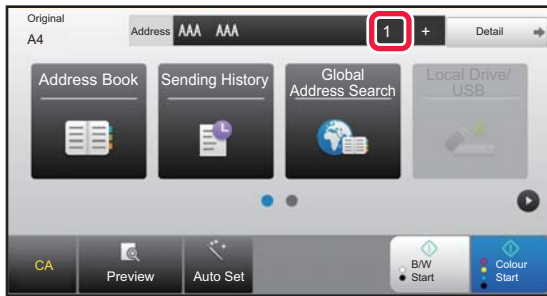 Original
A4
Address AAA AAA 1 + Detail
Address Book
Sending History
Global
Address Search
Local Drive/
USB
CA
Preview
Auto Set
B/W
Start
Colour
Start